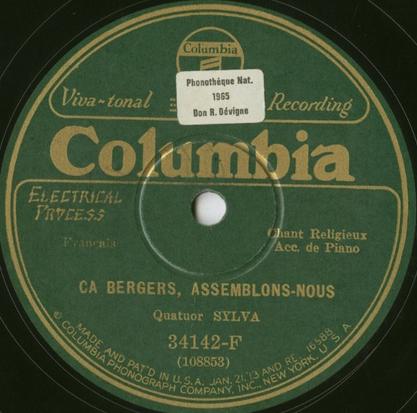 Columbia
Phonothèque Nat.
1965
Don R. Dévigne
Viva-tonal Recording
Columbia
ELECTRICAL
PROCESS
Français
Chant Religieux
Acc. de Piano
CA BERGERS, ASSEMBLONS-NOUS
Quatuor SYLVA
34142-F
(108853)
MADE AND PAT'D IN U.S.A. JAN. 21, '13 AND RE. 16588
© COLUMBIA PHONOGRAPH COMPANY, INC., NEW YORK, U.S.A.